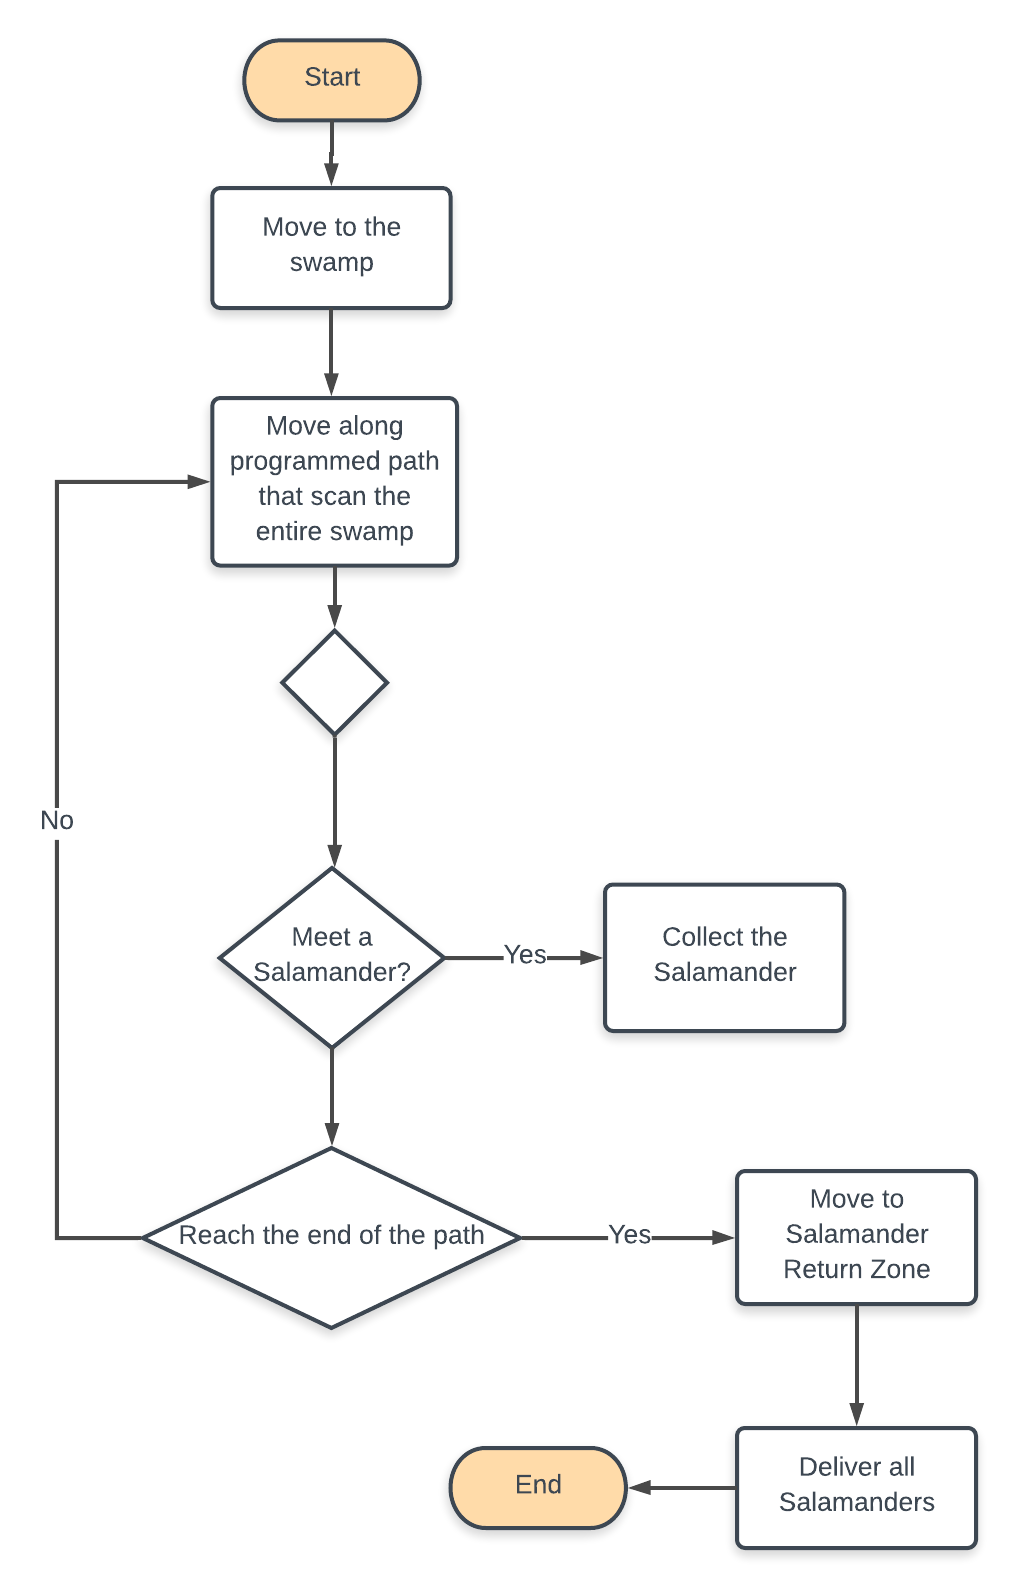 Start
Move to the
swamp
Move along
programmed path
that scan the
entire swamp
No
Meet a
Salamander?
Yes
Collect the
Salamander
Reach the end of the path
Yes
Move to
Salamander
Return Zone
Deliver all
Salamanders
End